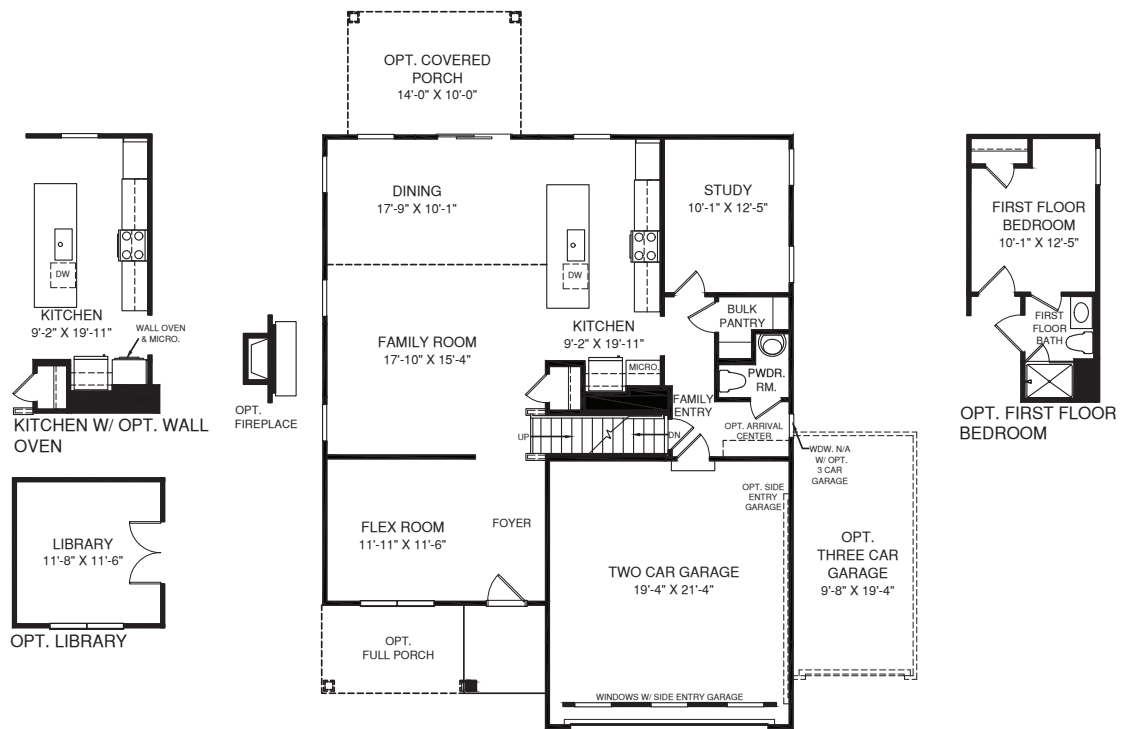 OPT. COVERED
PORCH
14'-0" X 10'-0"
DW
KITCHEN
9'-2" X 19'-11"
WALL OVEN
& MICRO.
KITCHEN W/ OPT. WALL
OVEN
LIBRARY
11'-8" X 11'-6"
OPT. LIBRARY
OPT.
FIREPLACE
DINING
17'-9" X 10'-1"
DW
FAMILY ROOM
17'-10" X 15'-4"
KITCHEN
9'-2" X 19'-11"
MICRO.
STUDY
10'-1" X 12'-5"
BULK
PANTRY
PWDR.
RM.
FAMILY
ENTRY
OPT. ARRIVAL
CENTER
UP
DN
WDW. N/A
W/ OPT.
3 CAR
GARAGE
FLEX ROOM
11'-11" X 11'-6"
FOYER
OPT. SIDE
ENTRY
GARAGE
TWO CAR GARAGE
19'-4" X 21'-4"
OPT.
THREE CAR
GARAGE
9'-8" X 19'-4"
OPT.
FULL PORCH
WINDOWS W/ SIDE ENTRY GARAGE
FIRST FLOOR
BEDROOM
10'-1" X 12'-5"
FIRST
FLOOR
BATH
OPT. FIRST FLOOR
BEDROOM